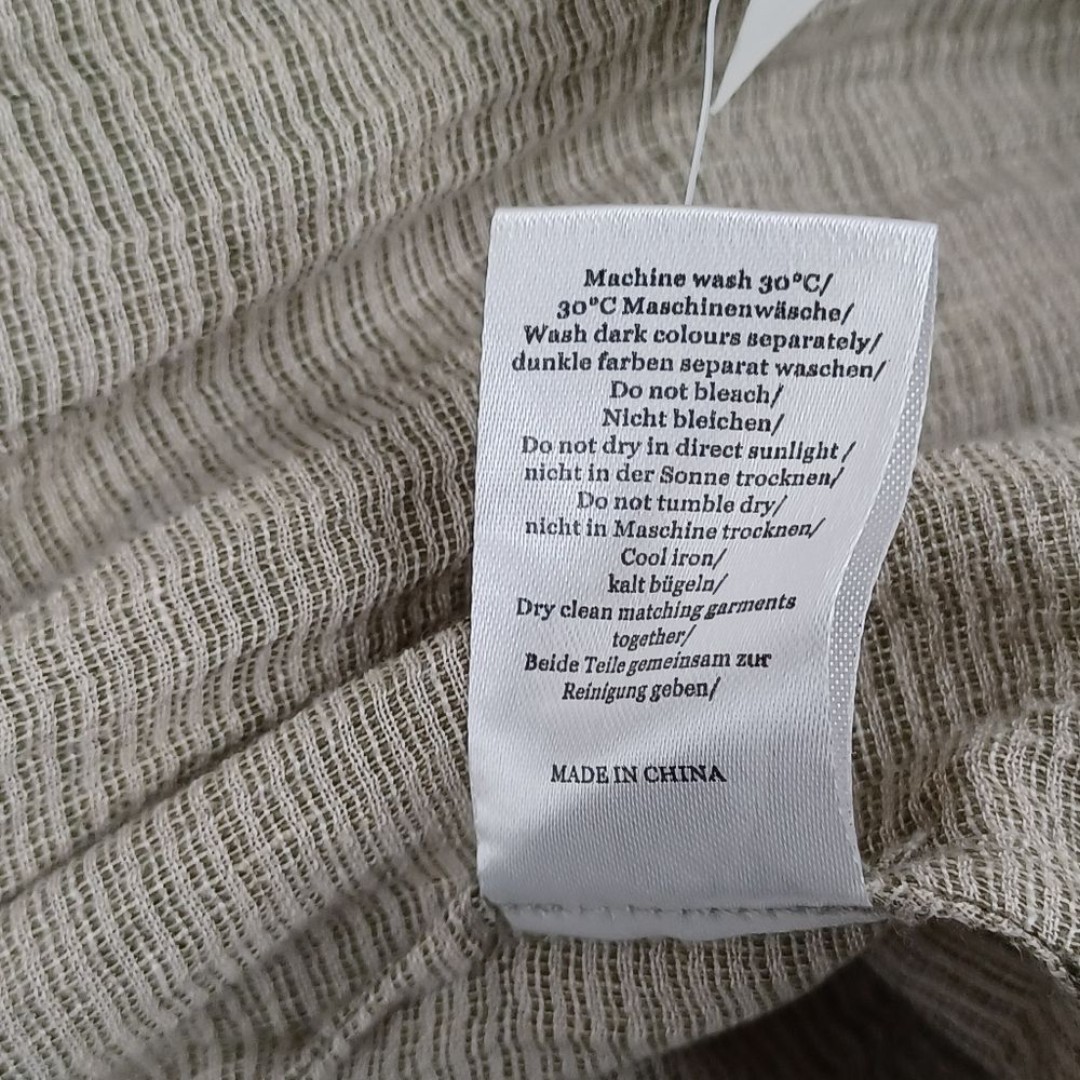 Machine wash 30°C/
30°C Maschinenwäsche/
Wash dark colours separately/
dunkle farben separat waschen/
Do not bleach/
Nicht bleichen/
Do not dry in direct sunlight/
nicht in der Sonne trocknen/
Do not tumble dry/
nicht in Maschine trocknen/
Cool iron/
kalt bügeln/
Dry clean matching garments
together/
Beide Teile gemeinsam zur
Reinigung geben/
MADE IN CHINA